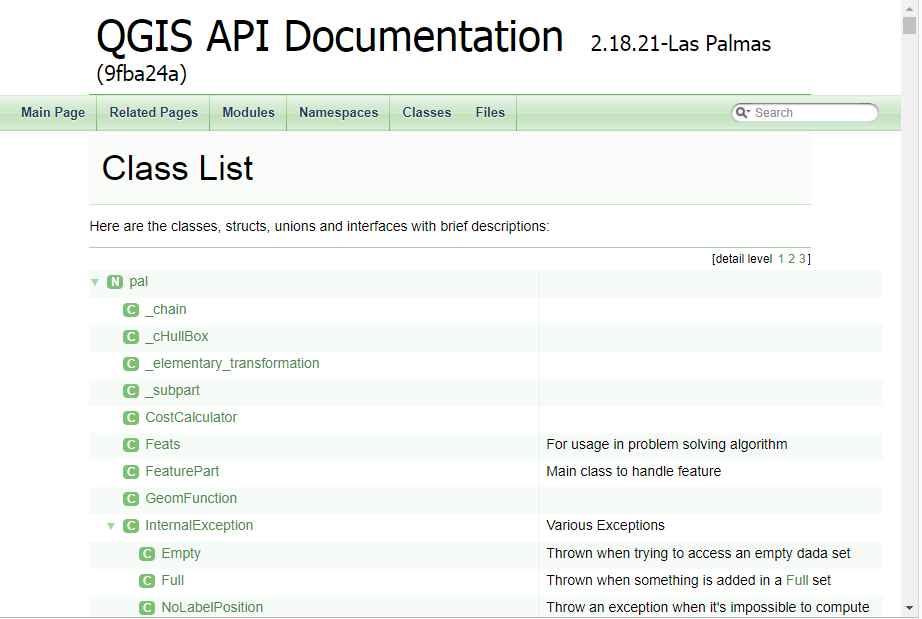 QGIS API Documentation 2.18.21-Las Palmas
(9fba24a)
Main Page Related Pages Modules Namespaces Classes Files Search
Class List
Here are the classes, structs, unions and interfaces with brief descriptions:
[detail level 1 2 3]
N pal
C _chain
C _cHullBox
C _elementary_transformation
C _subpart
C CostCalculator
C Feats For usage in problem solving algorithm
C FeaturePart Main class to handle feature
C GeomFunction
C InternalException Various Exceptions
C Empty Thrown when trying to access an empty dada set
C Full Thrown when something is added in a Full set
C NoLabelPosition Throw an exception when it's impossible to compute